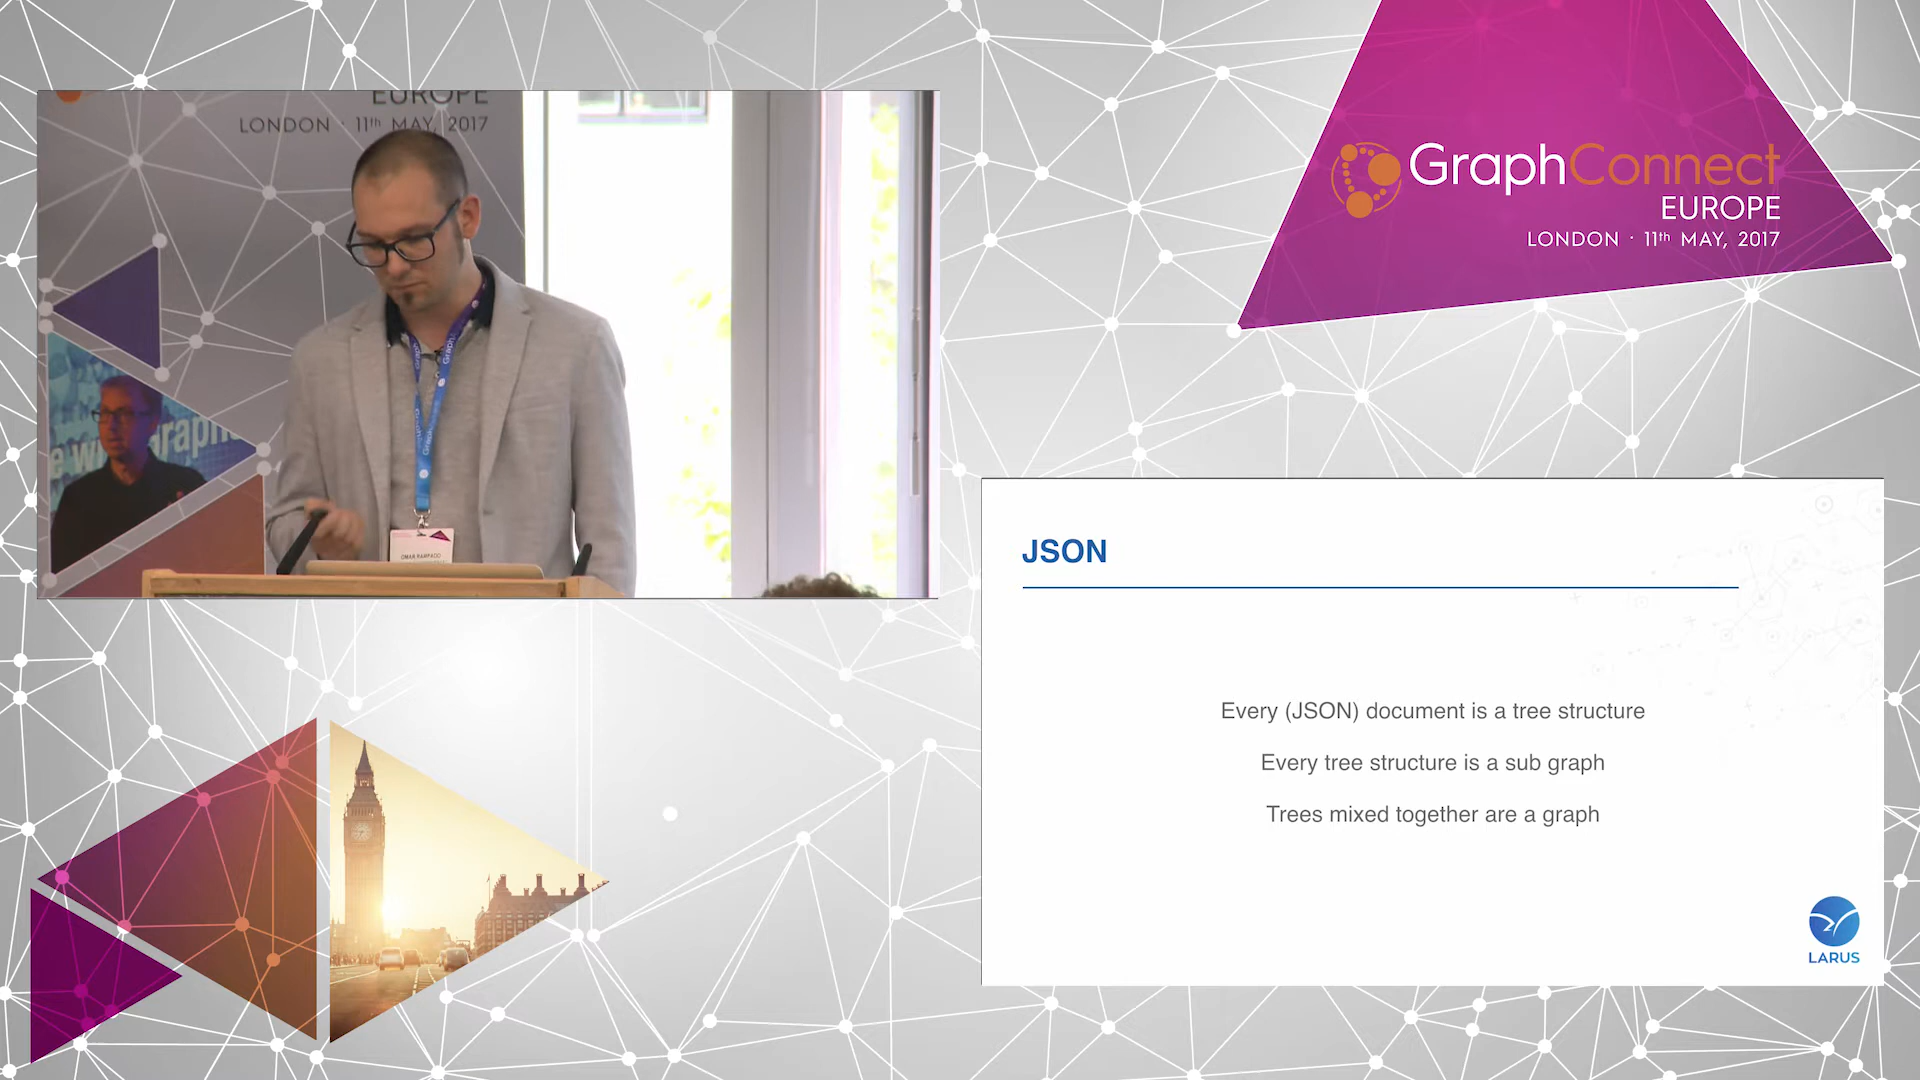 EUROPE
LONDON · 11th MAY, 2017
GraphConnect
EUROPE
LONDON · 11th MAY, 2017
JSON
Every (JSON) document is a tree structure
Every tree structure is a sub graph
Trees mixed together are a graph
LARUS